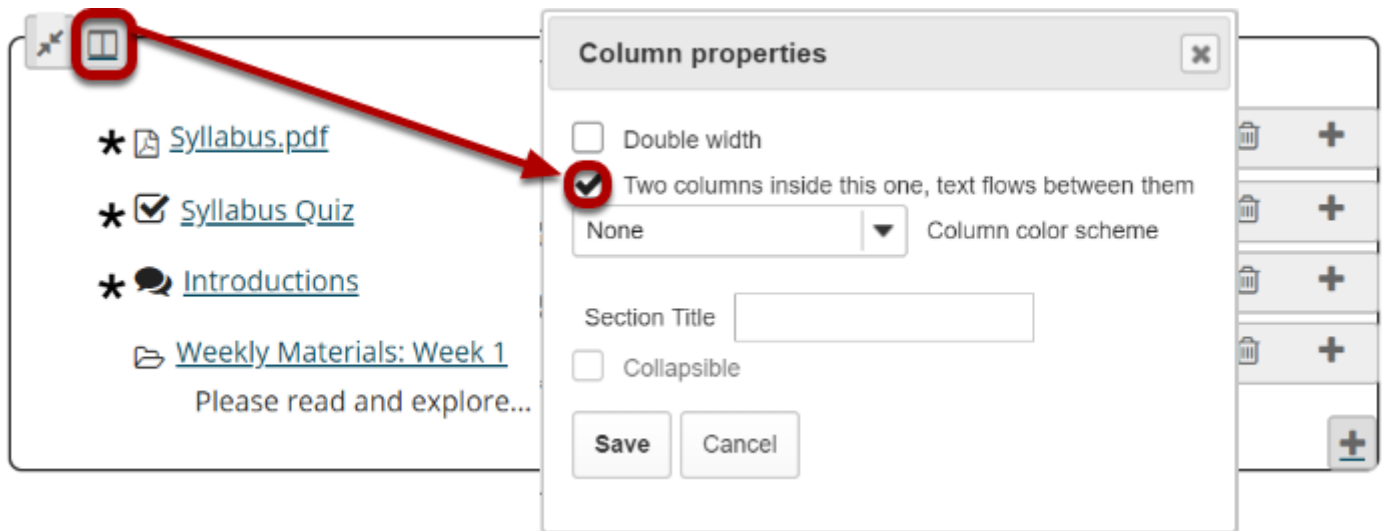 Column properties
Double width
Two columns inside this one, text flows between them
None
Column color scheme
Section Title
Collapsible
Save
Cancel
* Syllabus.pdf
* Syllabus Quiz
* Introductions
Weekly Materials: Week 1
Please read and explore...